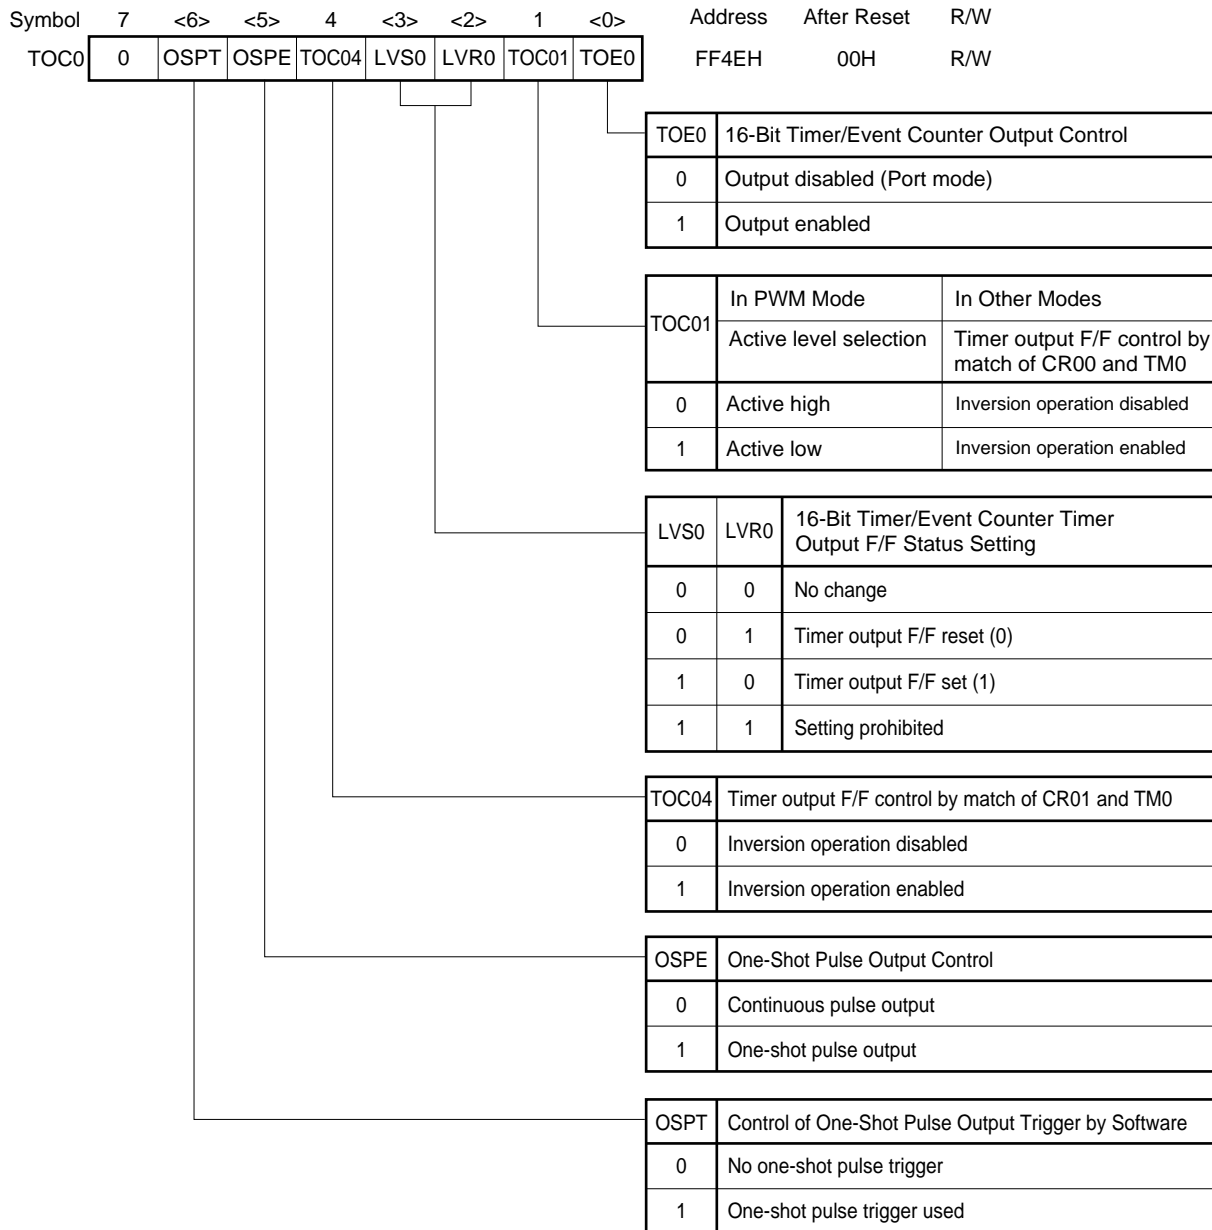 Symbol 7 <6> <5> 4 <3> <2> 1 <0> Address After Reset R/W
TOC0 0 OSPT OSPE TOC04 LVS0 LVR0 TOC01 TOE0 FF4EH 00H R/W
TOE0 16-Bit Timer/Event Counter Output Control
0 Output disabled (Port mode)
1 Output enabled
TOC01 In PWM Mode In Other Modes
Active level selection Timer output F/F control by
match of CR00 and TM0
0 Active high Inversion operation disabled
1 Active low Inversion operation enabled
LVS0 LVR0 16-Bit Timer/Event Counter Timer
Output F/F Status Setting
0 0 No change
0 1 Timer output F/F reset (0)
1 0 Timer output F/F set (1)
1 1 Setting prohibited
TOC04 Timer output F/F control by match of CR01 and TM0
0 Inversion operation disabled
1 Inversion operation enabled
OSPE One-Shot Pulse Output Control
0 Continuous pulse output
1 One-shot pulse output
OSPT Control of One-Shot Pulse Output Trigger by Software
0 No one-shot pulse trigger
1 One-shot pulse trigger used